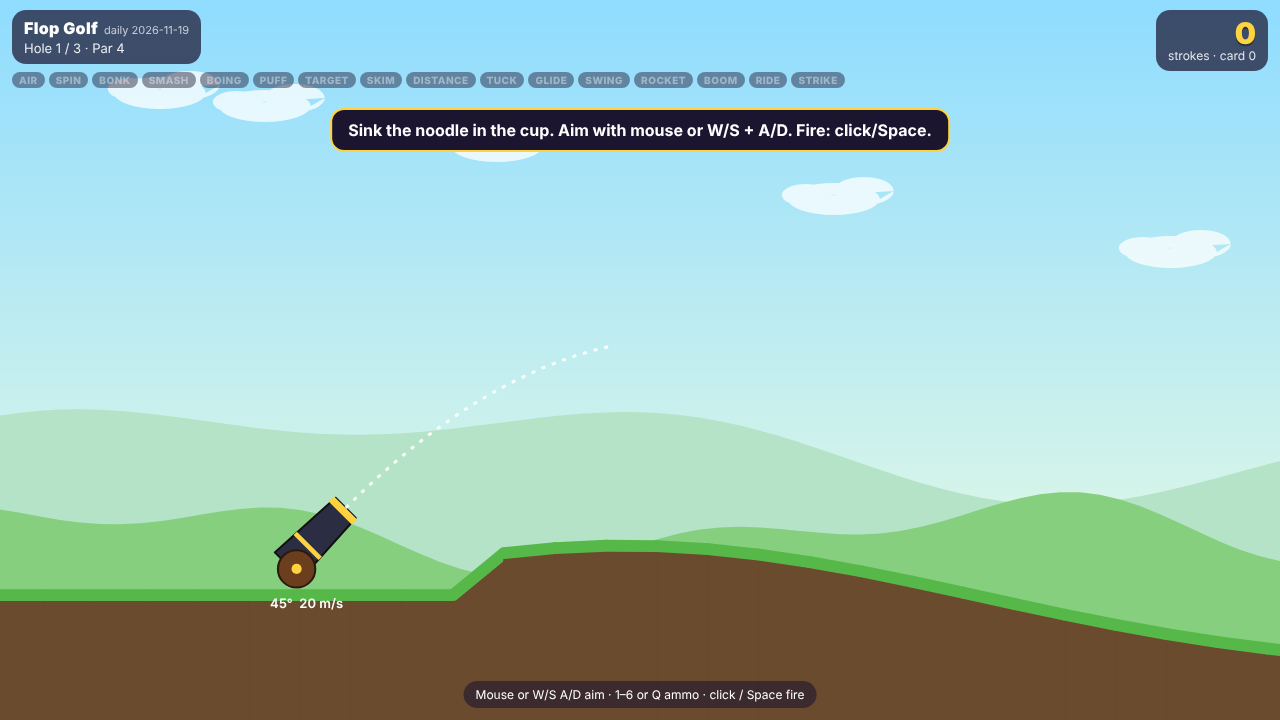 Flop Golf daily 2026-11-19
Hole 1 / 3 · Par 4
0
strokes · card 0
AIR SPIN BONK SMASH BOING PUFF TARGET SKIM DISTANCE TUCK GLIDE SWING ROCKET BOOM RIDE STRIKE
Sink the noodle in the cup. Aim with mouse or W/S + A/D. Fire: click/Space.
45° 20 m/s
Mouse or W/S A/D aim · 1–6 or Q ammo · click / Space fire